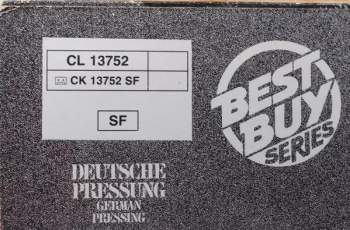 CL 13752
CK 13752 SF
SF
BEST
BUY
SERIES
DEUTSCHE
PRESSUNG
GERMAN
PRESSING